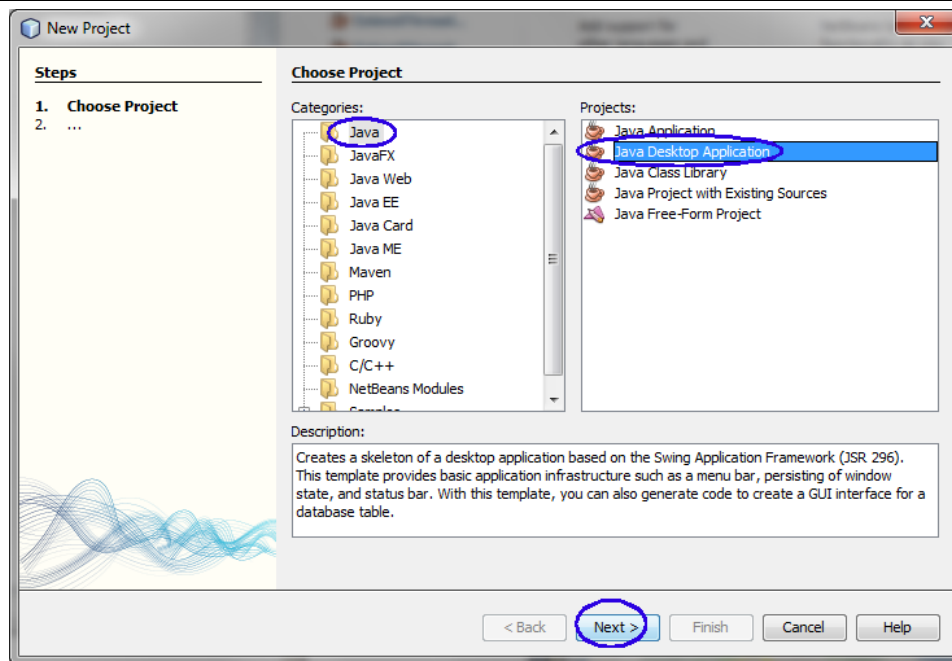 New Project
Steps
1. Choose Project
2. ...
Choose Project
Categories:
Java
JavaFX
Java Web
Java EE
Java Card
Java ME
Maven
PHP
Ruby
Groovy
C/C++
NetBeans Modules
Samples
Projects:
Java Application
Java Desktop Application
Java Class Library
Java Project with Existing Sources
Java Free-Form Project
Description:
Creates a skeleton of a desktop application based on the Swing Application Framework (JSR 296).
This template provides basic application infrastructure such as a menu bar, persisting of window
state, and status bar. With this template, you can also generate code to create a GUI interface for a
database table.
< Back
Next >
Finish
Cancel
Help